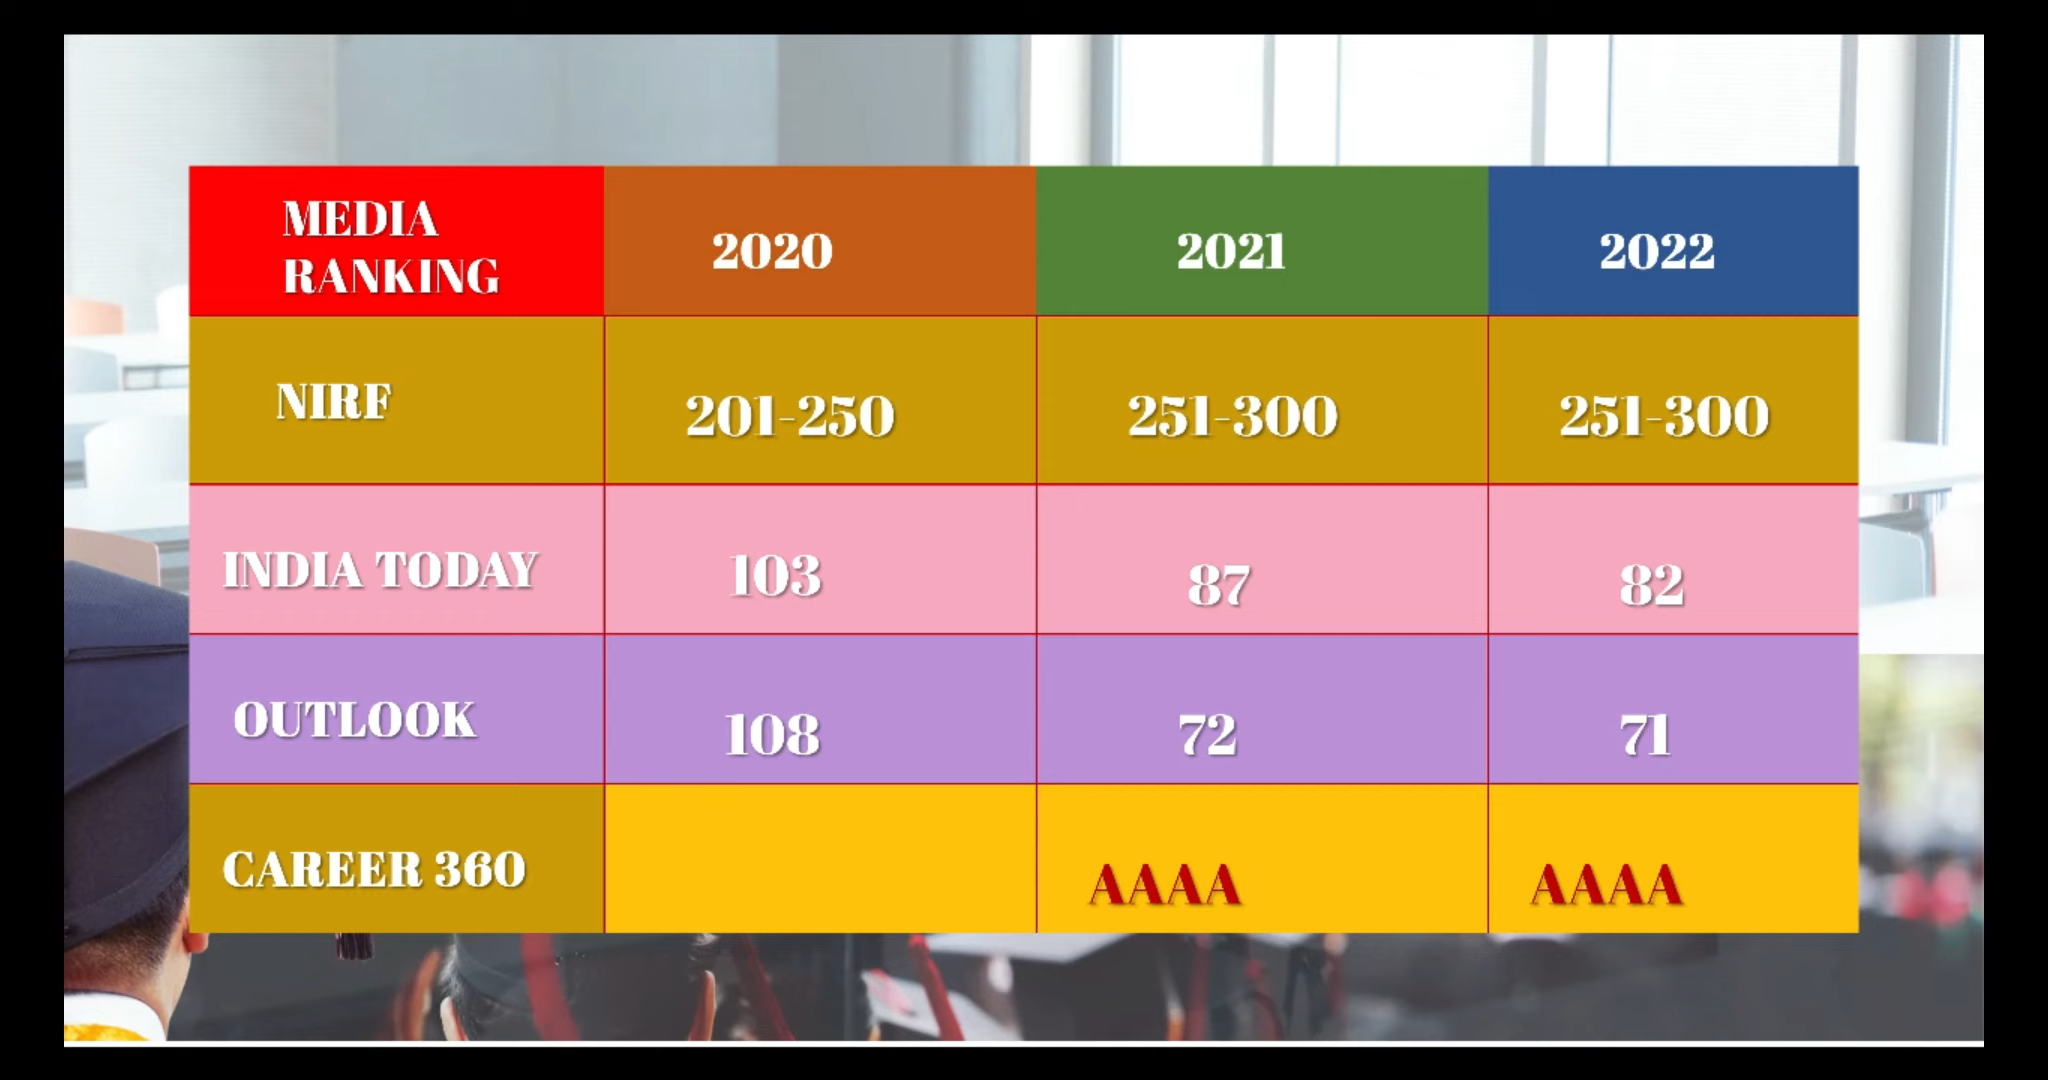 MEDIA
RANKING
2020
2021
2022
NIRF
201-250
251-300
251-300
INDIA TODAY
103
87
82
OUTLOOK
108
72
71
CAREER 360
AAAA
AAAA